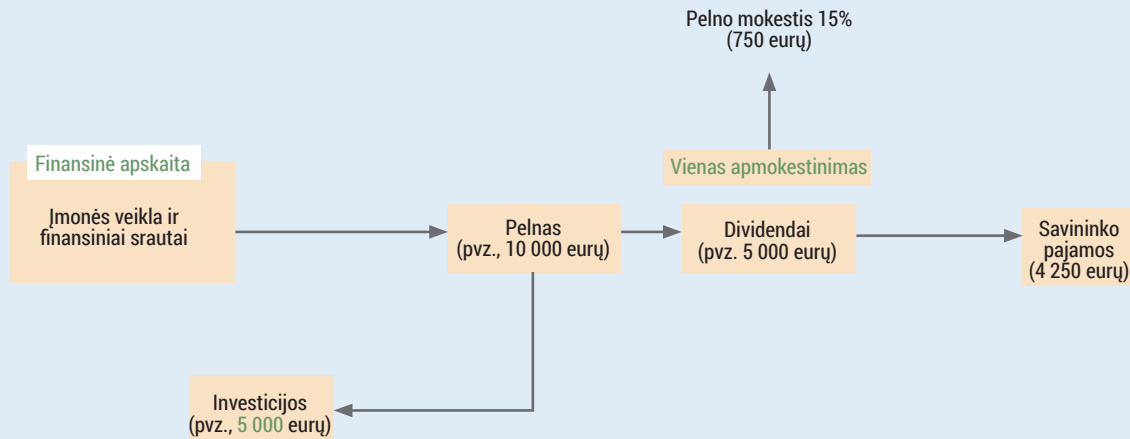 Pelno mokestis 15%
(750 eurų)
Finansinė apskaita
Vienas apmokestinimas
Įmonės veikla ir
finansiniai srautai
Pelnas
(pvz., 10 000 eurų)
Dividendai
(pvz. 5 000 eurų)
Savininko
pajamos
(4 250 eurų)
Investicijos
(pvz., 5 000 eurų)